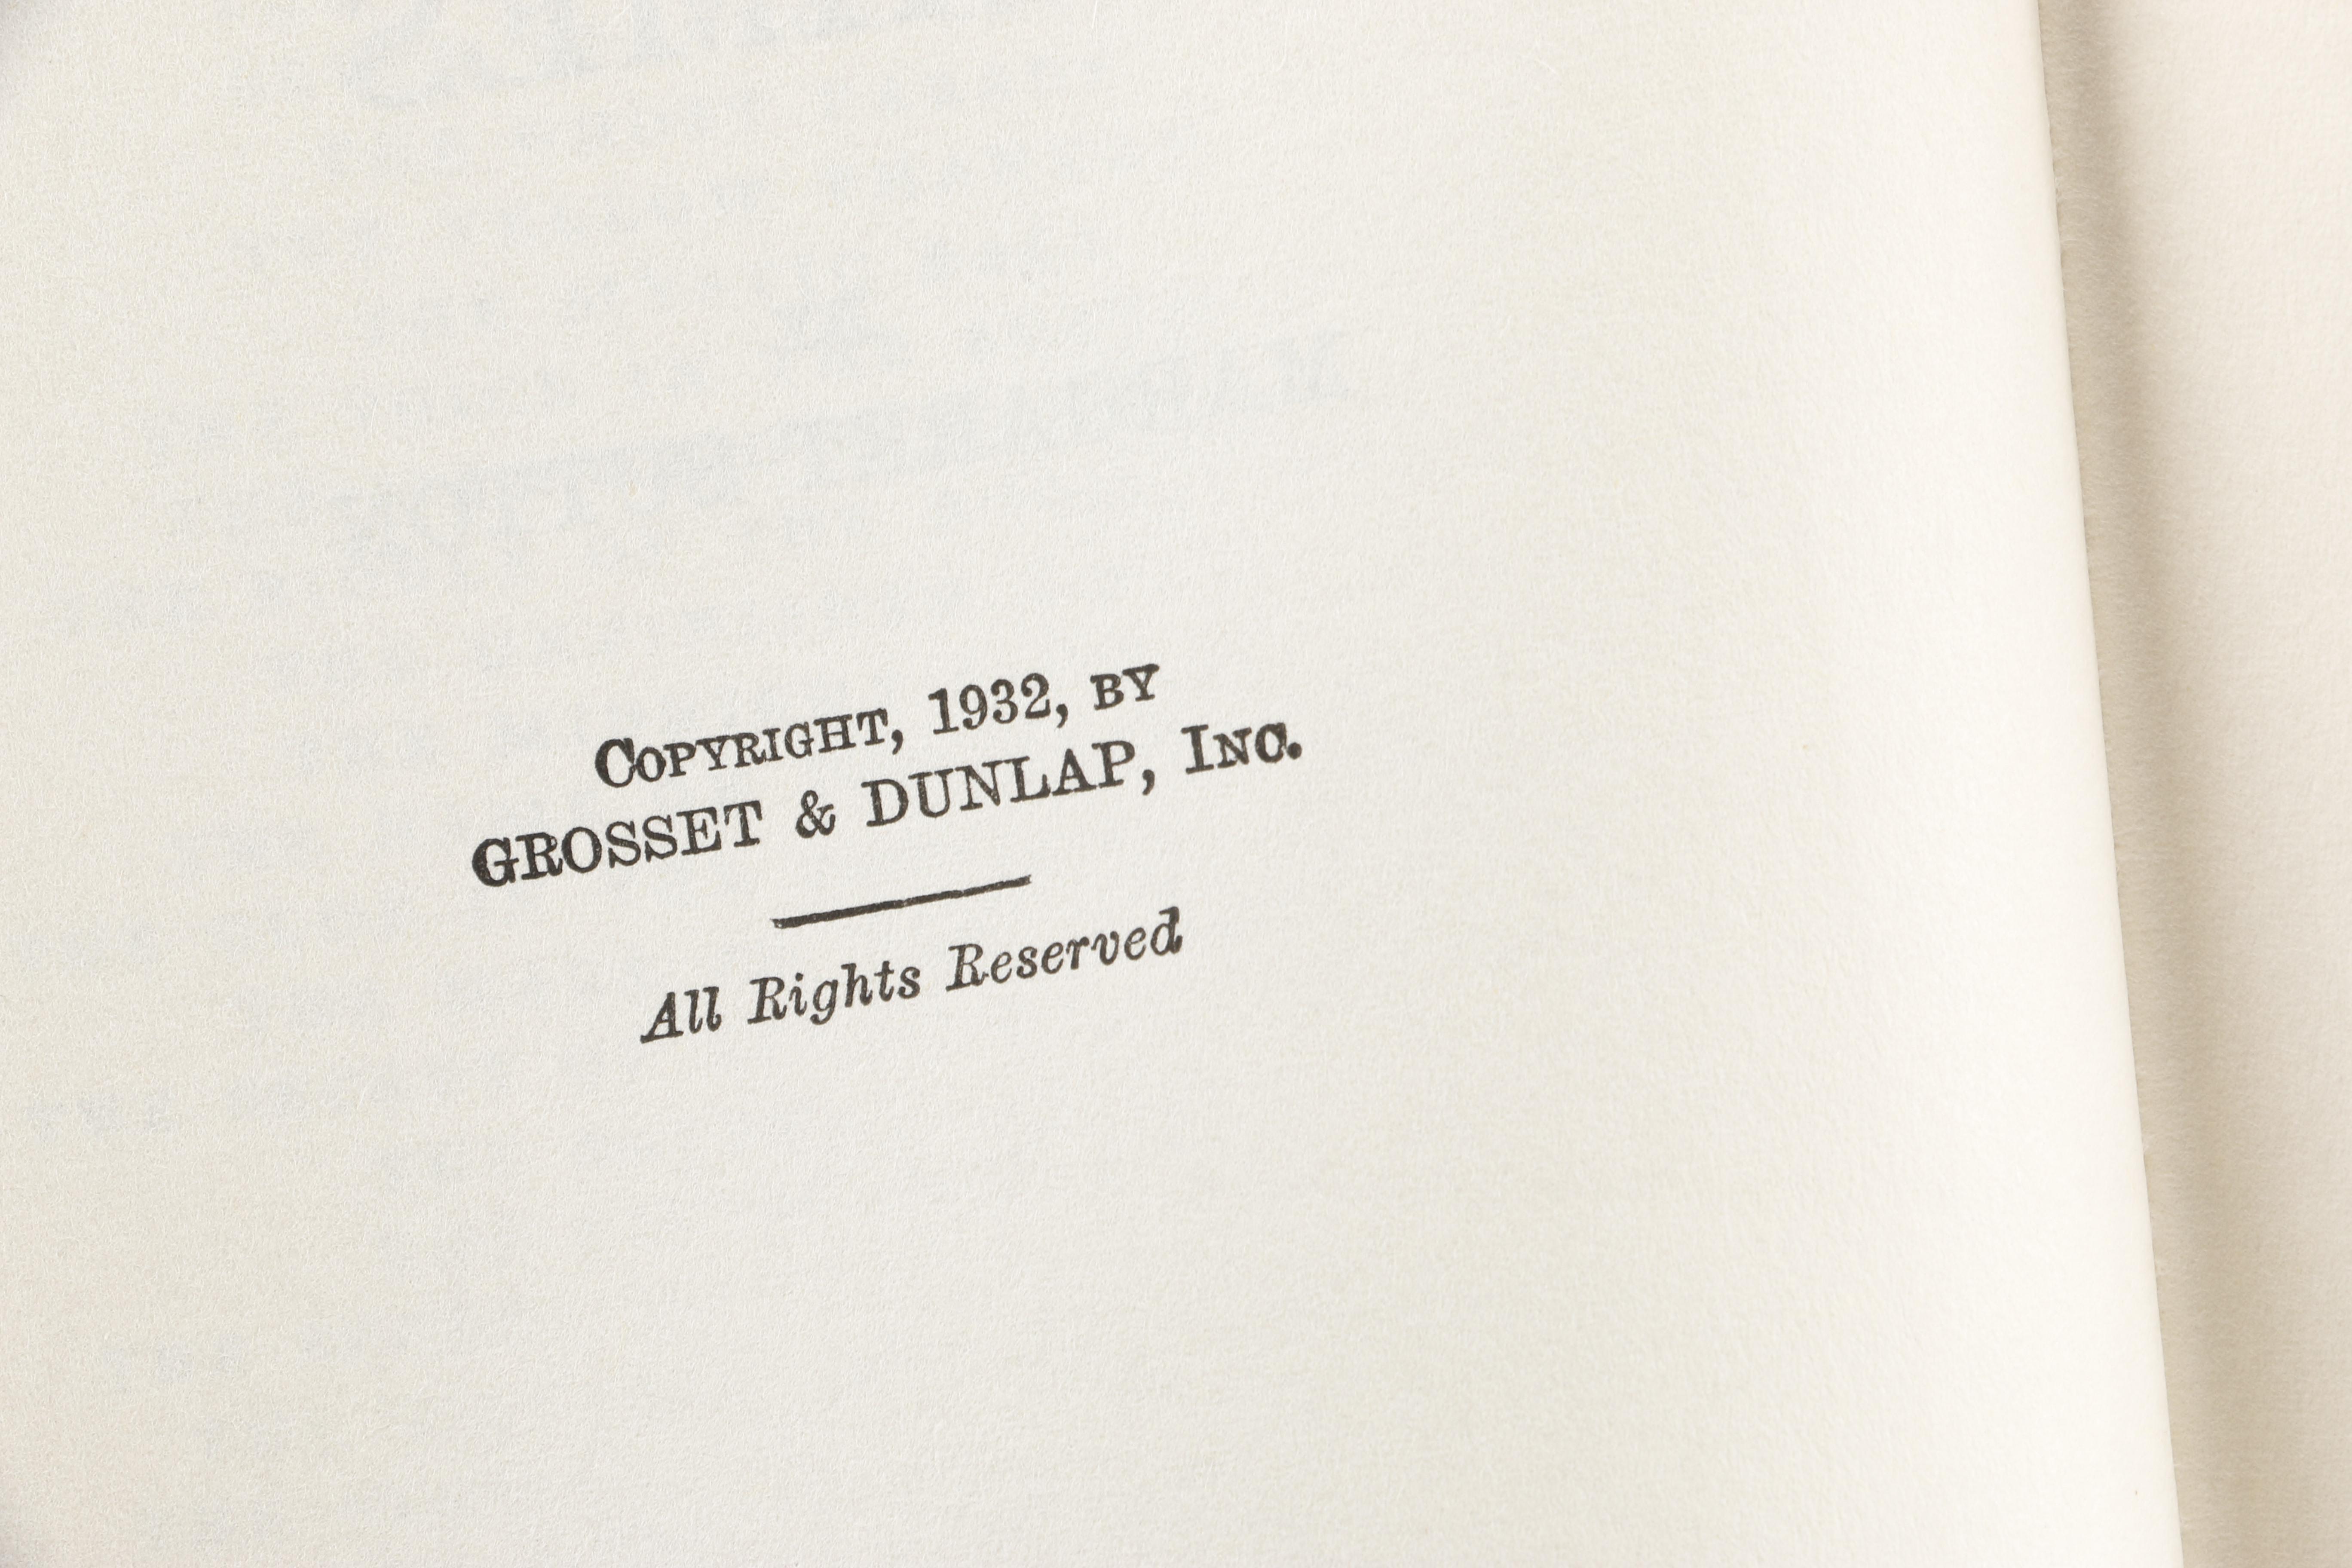 Copyright, 1932, by
GROSSET & DUNLAP, Inc.
All Rights Reserved